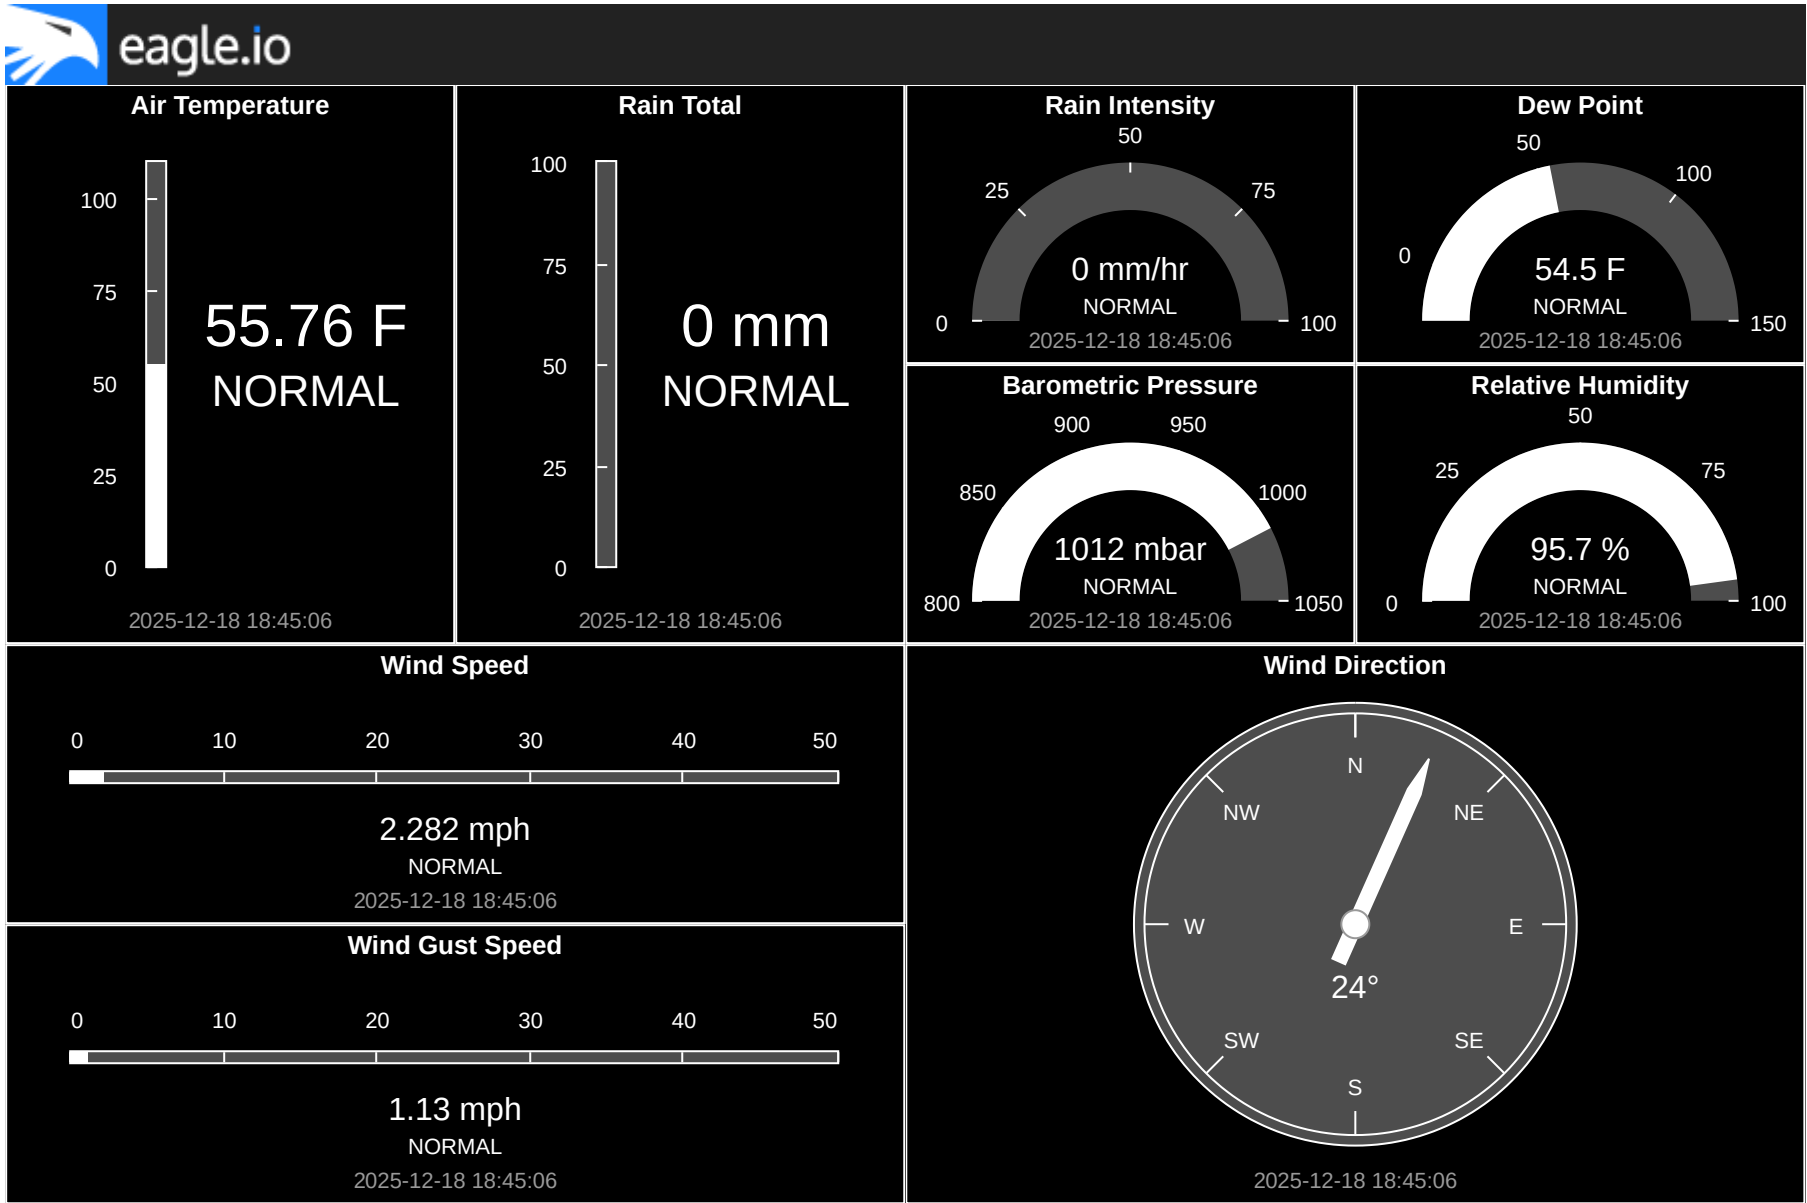 eagle.io
Air Temperature
100
75
50
25
0
55.76 F
NORMAL
2025-12-18 18:45:06
Rain Total
100
75
50
25
0
0 mm
NORMAL
2025-12-18 18:45:06
Rain Intensity
50
25
75
0
100
0 mm/hr
NORMAL
2025-12-18 18:45:06
Dew Point
50
100
0
150
54.5 F
NORMAL
2025-12-18 18:45:06
Barometric Pressure
900
950
850
1000
800
1050
1012 mbar
NORMAL
2025-12-18 18:45:06
Relative Humidity
50
25
75
0
100
95.7 %
NORMAL
2025-12-18 18:45:06
Wind Speed
0 10 20 30 40 50
2.282 mph
NORMAL
2025-12-18 18:45:06
Wind Gust Speed
0 10 20 30 40 50
1.13 mph
NORMAL
2025-12-18 18:45:06
Wind Direction
N
NW NE
W E
24°
SW SE
S
2025-12-18 18:45:06